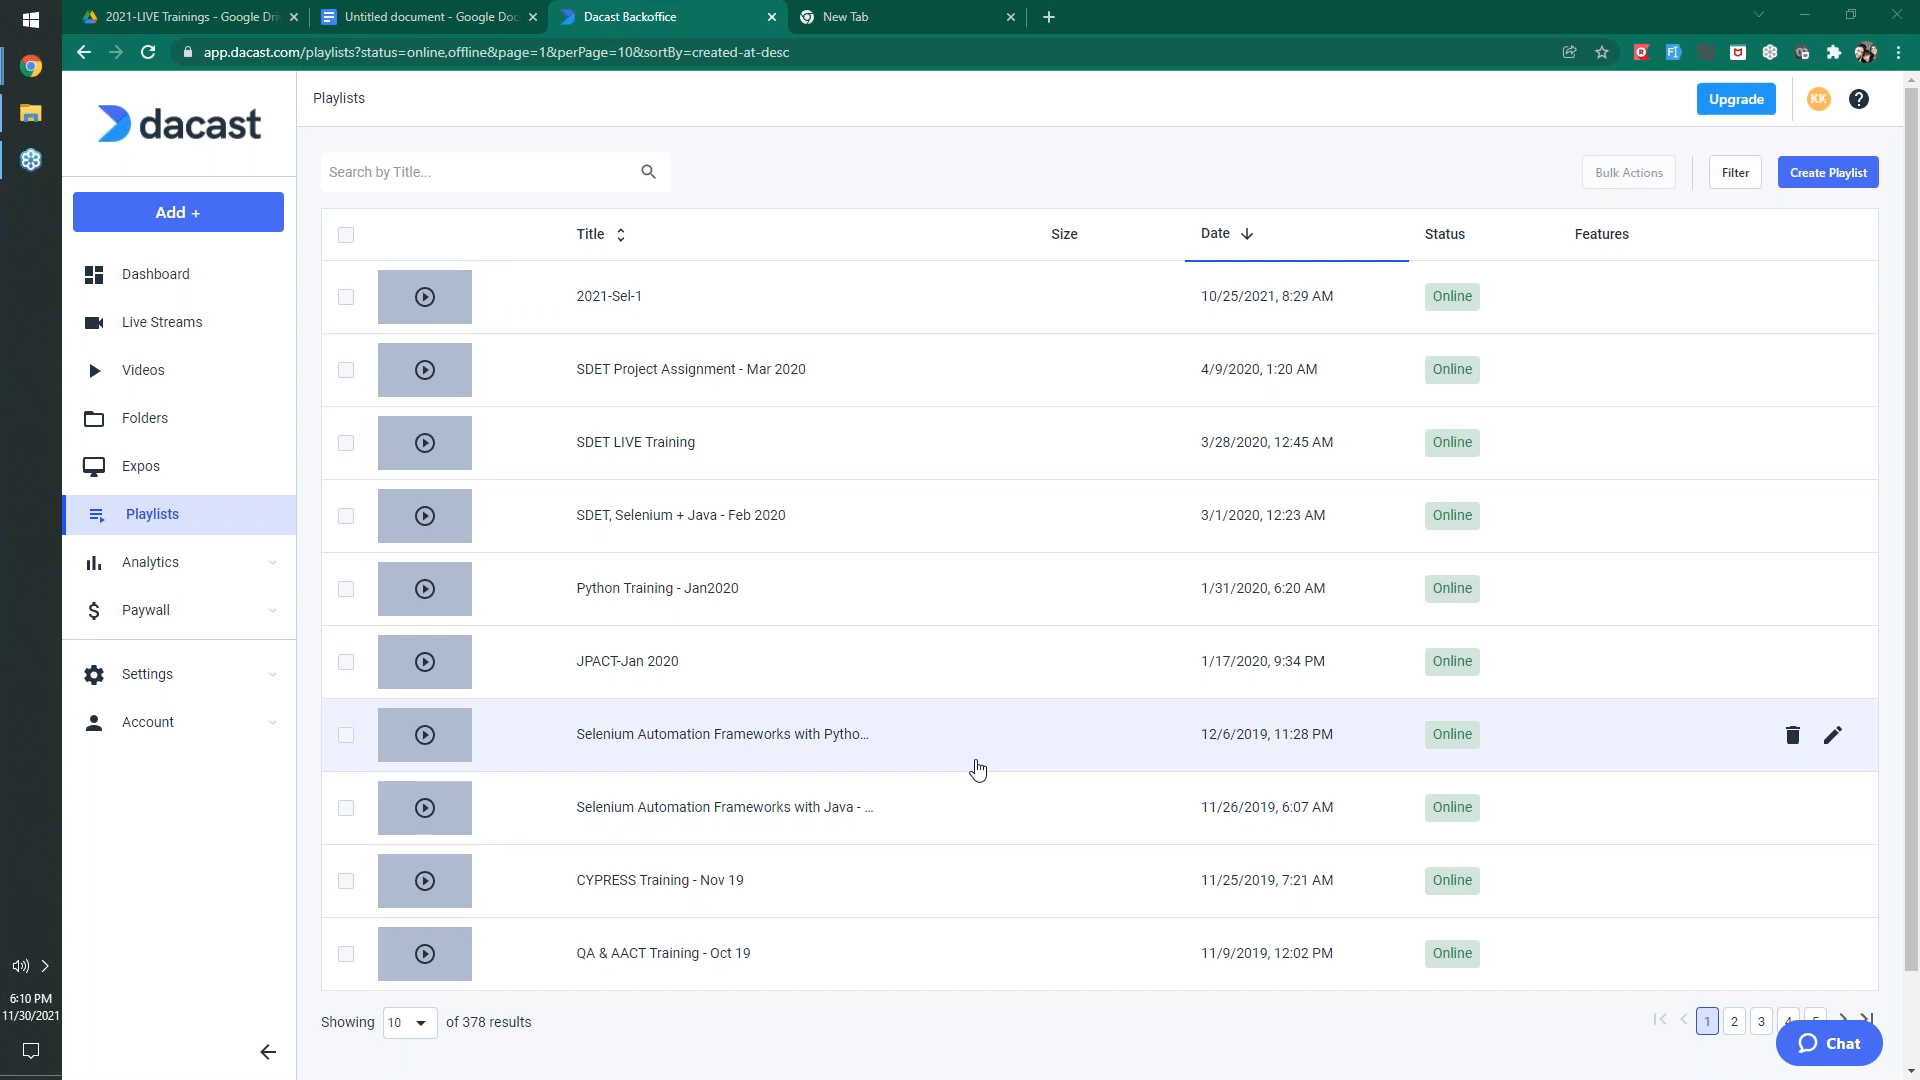 2021-LIVE Trainings - Google Dri
Untitled document - Google Doc
Dacast Backoffice
New Tab
app.dacast.com/playlists?status=online,offline&page=1&perPage=10&sortBy=created-at-desc
dacast
Playlists
Upgrade
KK
Search by Title...
Bulk Actions
Filter
Create Playlist
Add +
Dashboard
Live Streams
Videos
Folders
Expos
Playlists
Analytics
Paywall
Settings
Account
Title
Size
Date
Status
Features
2021-Sel-1
10/25/2021, 8:29 AM
Online
SDET Project Assignment - Mar 2020
4/9/2020, 1:20 AM
Online
SDET LIVE Training
3/28/2020, 12:45 AM
Online
SDET, Selenium + Java - Feb 2020
3/1/2020, 12:23 AM
Online
Python Training - Jan2020
1/31/2020, 6:20 AM
Online
JPACT-Jan 2020
1/17/2020, 9:34 PM
Online
Selenium Automation Frameworks with Pytho...
12/6/2019, 11:28 PM
Online
Selenium Automation Frameworks with Java - ...
11/26/2019, 6:07 AM
Online
CYPRESS Training - Nov 19
11/25/2019, 7:21 AM
Online
QA & AACT Training - Oct 19
11/9/2019, 12:02 PM
Online
Showing 10 of 378 results
1 2 3 4 5
Chat
6:10 PM
11/30/2021